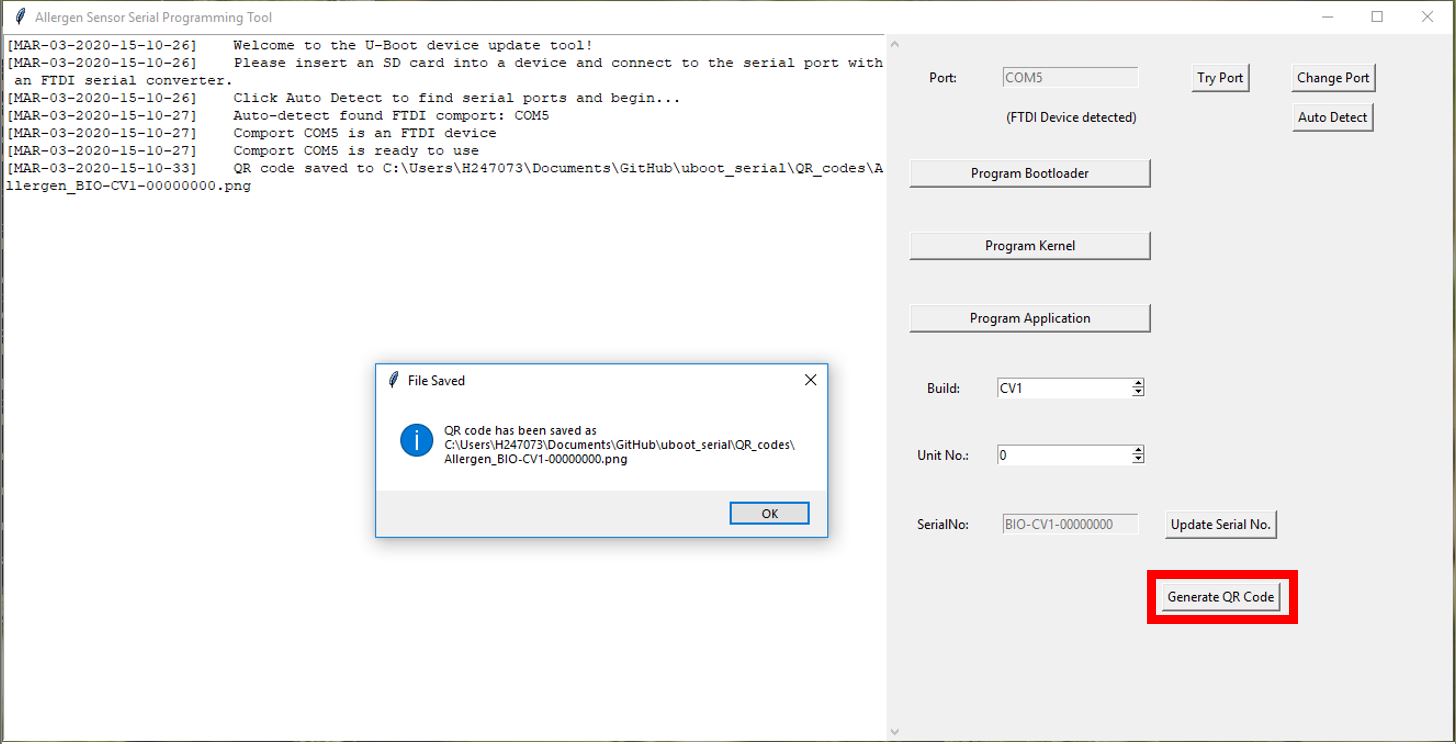 Allergen Sensor Serial Programming Tool
[MAR-03-2020-15-10-26]    Welcome to the U-Boot device update tool!
[MAR-03-2020-15-10-26]    Please insert an SD card into a device and connect to the serial port with
 an FTDI serial converter.
[MAR-03-2020-15-10-26]    Click Auto Detect to find serial ports and begin...
[MAR-03-2020-15-10-27]    Auto-detect found FTDI comport: COM5
[MAR-03-2020-15-10-27]    Comport COM5 is an FTDI device
[MAR-03-2020-15-10-27]    Comport COM5 is ready to use
[MAR-03-2020-15-10-33]    QR code saved to C:\Users\H247073\Documents\GitHub\uboot_serial\QR_codes\A
llergen_BIO-CV1-00000000.png
Port: COM5 Try Port Change Port
(FTDI Device detected) Auto Detect
Program Bootloader
Program Kernel
Program Application
File Saved
QR code has been saved as
C:\Users\H247073\Documents\GitHub\uboot_serial\QR_codes\
Allergen_BIO-CV1-00000000.png
OK
Build: CV1
Unit No.: 0
SerialNo: BIO-CV1-00000000 Update Serial No.
Generate QR Code